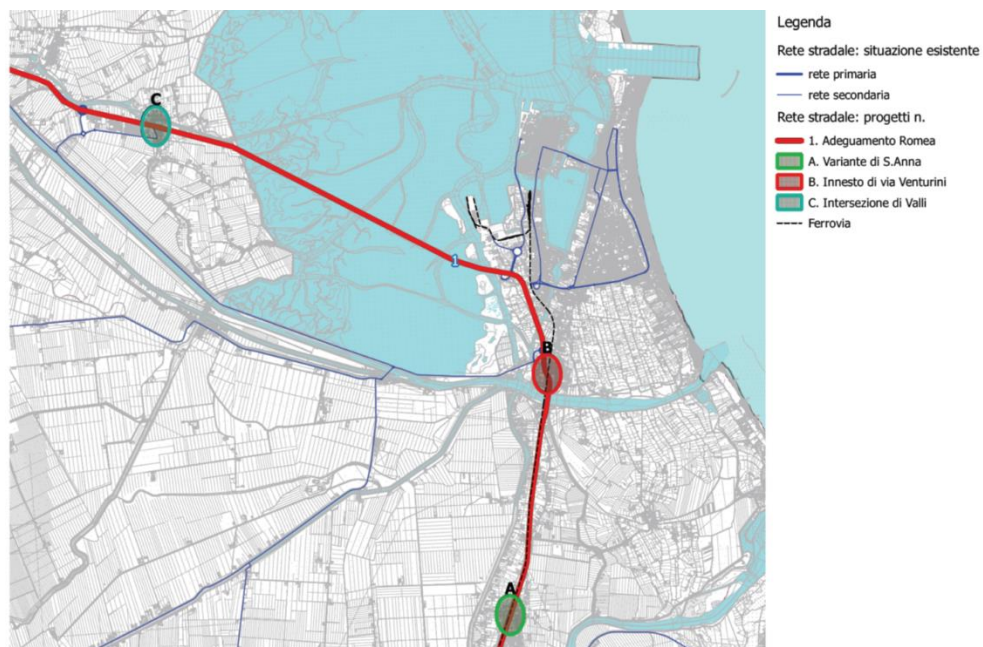 Legenda
Rete stradale: situazione esistente
rete primaria
rete secondaria
Rete stradale: progetti n.
1. Adeguamento Romea
A. Variante di S.Anna
B. Innesto di via Venturini
C. Intersezione di Valli
Ferrovia
C
1
B
A